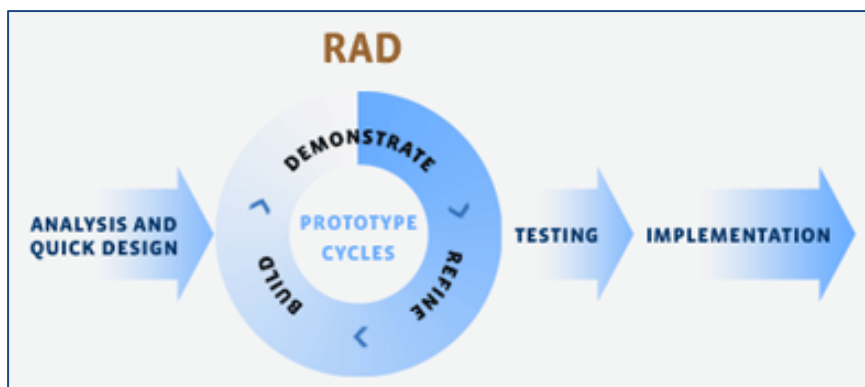 RAD
ANALYSIS AND
QUICK DESIGN
DEMONSTRATE
REFINE
BUILD
PROTOTYPE
CYCLES
TESTING
IMPLEMENTATION